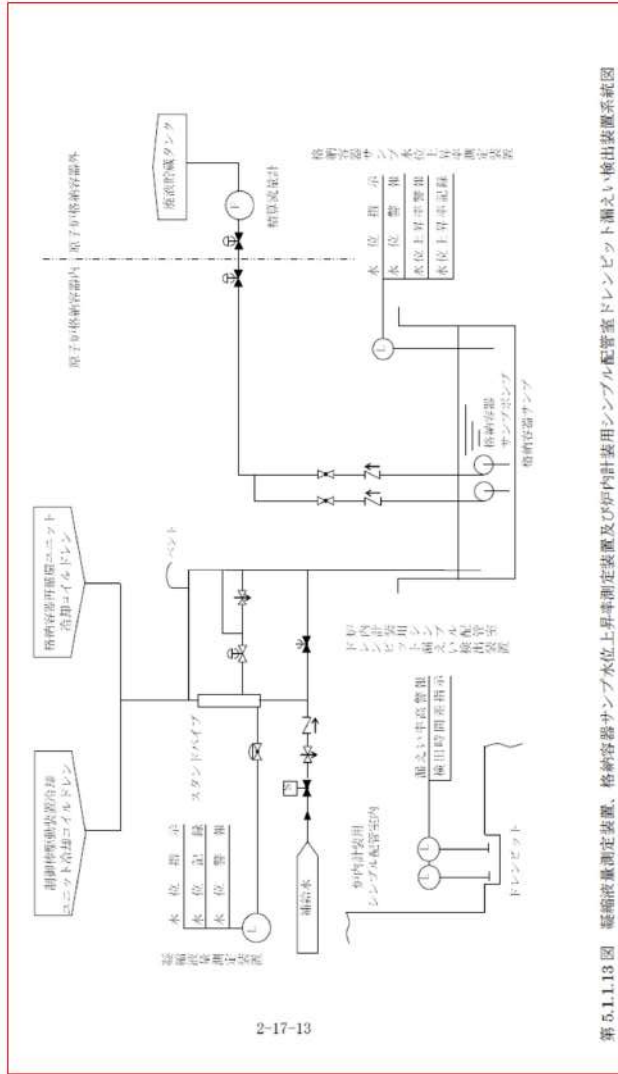 制御棒駆動装置冷却
ユニット冷却コイルドレン
格納容器再循環ユニット
冷却コイルドレン
廃液貯蔵タンク
原子炉格納容器内
原子炉格納容器外
F
積算流量計
ベント
スタンドパイプ
凝縮液量測定装置
水位指示
水位記録
水位警報
L
S
補給水
格納容器サンプ水位上昇率測定装置
水位指示
水位警報
水位上昇率警報
水位上昇率記録
L
格納容器
サンプポンプ
格納容器サンプ
炉内計装用シンブル配管室
ドレンピット漏えい検出装置
漏えい率高警報
検出時間差指示
L
L
炉内計装用
シンブル配管室内
ドレンピット
2-17-13
第 5.1.1.13 図 凝縮液量測定装置、格納容器サンプ水位上昇率測定装置及び炉内計装用シンブル配管室ドレンピット漏えい検出装置系統図